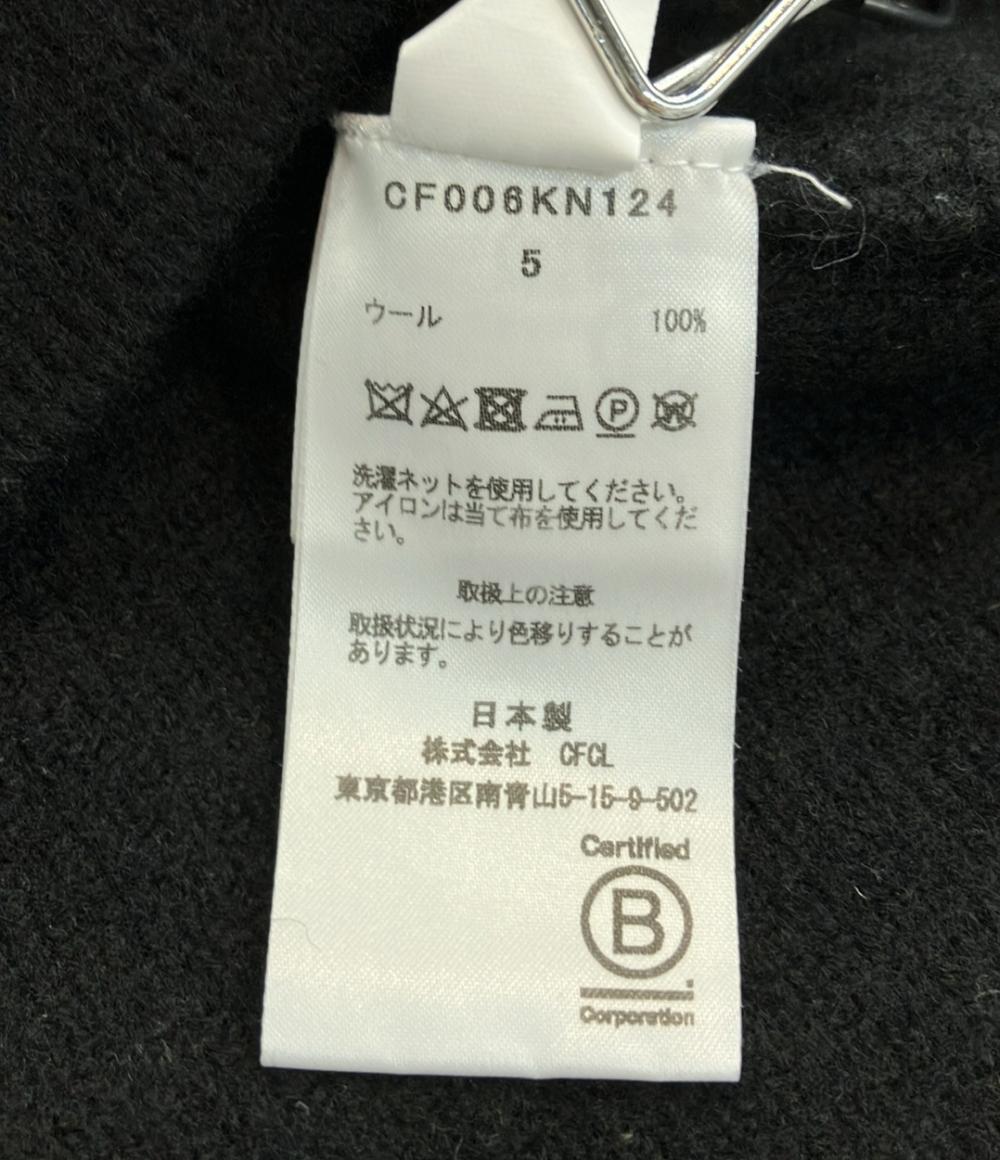 CF006KN124
5
ウール 100%
P W
洗濯ネットを使用してください。
アイロンは当て布を使用してくだ
さい。
取扱上の注意
取扱状況により色移りすることが
あります。
日本製
株式会社 CFCL
東京都港区南青山5-15-9-502
Certified
B
Corporation